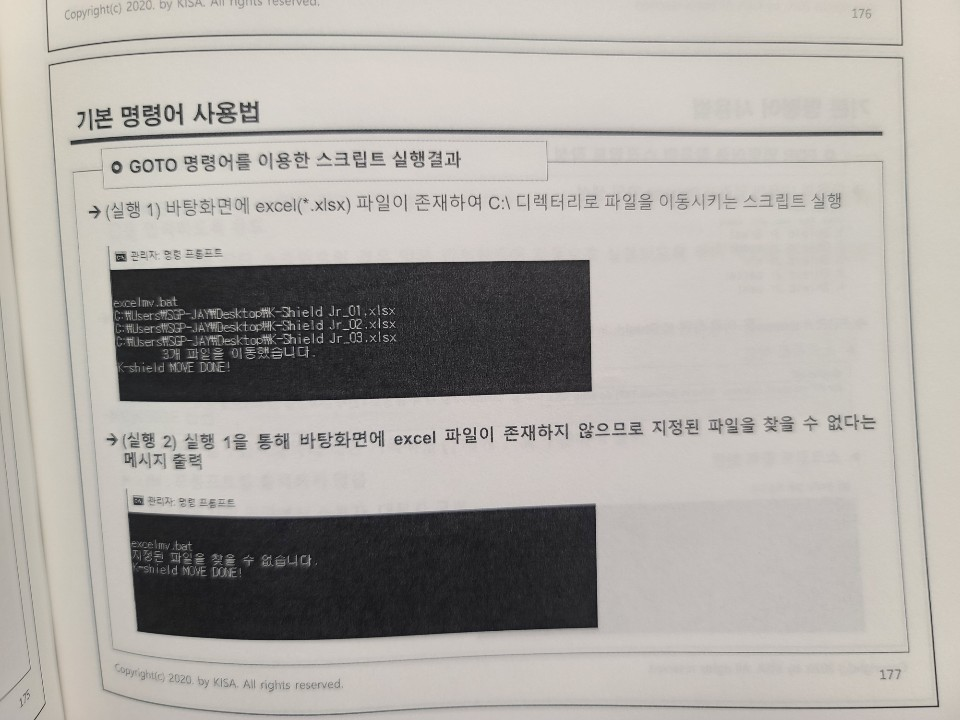 Copyright(c) 2020. by KISA. All rights reserved.
176
기본 명령어 사용법
GOTO 명령어를 이용한 스크립트 실행결과
→ (실행 1) 바탕화면에 excel(*.xlsx) 파일이 존재하여 C:\ 디렉터리로 파일을 이동시키는 스크립트 실행
관리자: 명령 프롬프트
excelmv.bat
C:₩Users₩SGP-JAY₩Desktop₩K-Shield Jr_01.xlsx
C:₩Users₩SGP-JAY₩Desktop₩K-Shield Jr_02.xlsx
C:₩Users₩SGP-JAY₩Desktop₩K-Shield Jr_03.xlsx
3개 파일을 이동했습니다.
K-shield MOVE DONE!
→ (실행 2) 실행 1을 통해 바탕화면에 excel 파일이 존재하지 않으므로 지정된 파일을 찾을 수 없다는
메시지 출력
관리자: 명령 프롬프트
excelmv.bat
지정된 파일을 찾을 수 없습니다.
K-shield MOVE DONE!
Copyright(c) 2020. by KISA. All rights reserved.
177
175